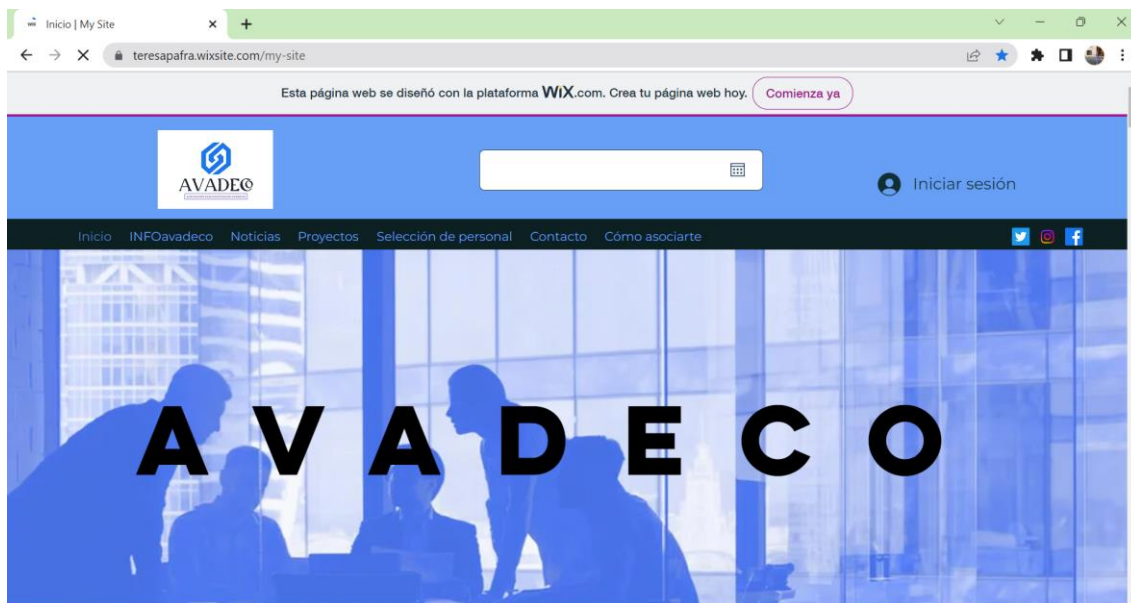 Inicio | My Site
teresapafra.wixsite.com/my-site
Esta página web se diseñó con la plataforma WiX.com. Crea tu página web hoy. Comienza ya
AVADECO
Iniciar sesión
Inicio INFOavadeco Noticias Proyectos Selección de personal Contacto Cómo asociarte
AVADECO